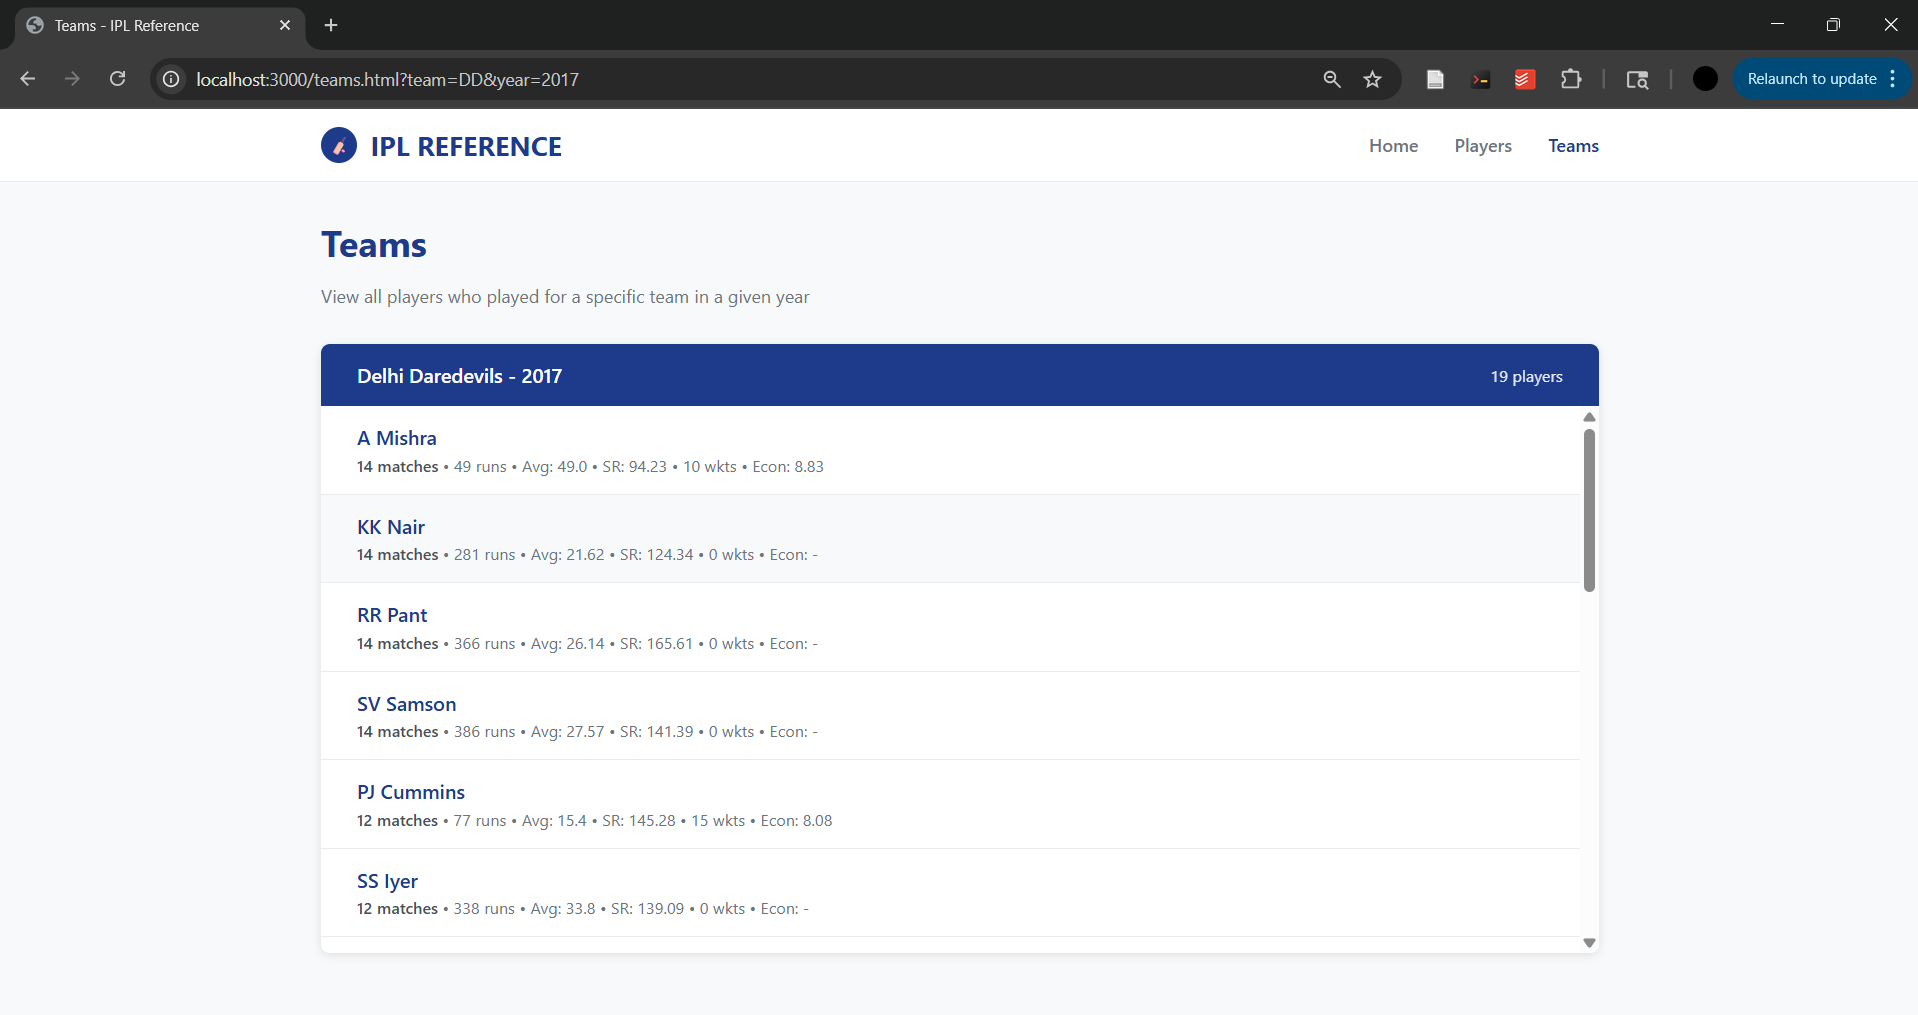 Teams - IPL Reference
localhost:3000/teams.html?team=DD&year=2017
Relaunch to update
IPL REFERENCE
Home
Players
Teams
Teams
View all players who played for a specific team in a given year
Delhi Daredevils - 2017
19 players
A Mishra
14 matches • 49 runs • Avg: 49.0 • SR: 94.23 • 10 wkts • Econ: 8.83
KK Nair
14 matches • 281 runs • Avg: 21.62 • SR: 124.34 • 0 wkts • Econ: -
RR Pant
14 matches • 366 runs • Avg: 26.14 • SR: 165.61 • 0 wkts • Econ: -
SV Samson
14 matches • 386 runs • Avg: 27.57 • SR: 141.39 • 0 wkts • Econ: -
PJ Cummins
12 matches • 77 runs • Avg: 15.4 • SR: 145.28 • 15 wkts • Econ: 8.08
SS Iyer
12 matches • 338 runs • Avg: 33.8 • SR: 139.09 • 0 wkts • Econ: -